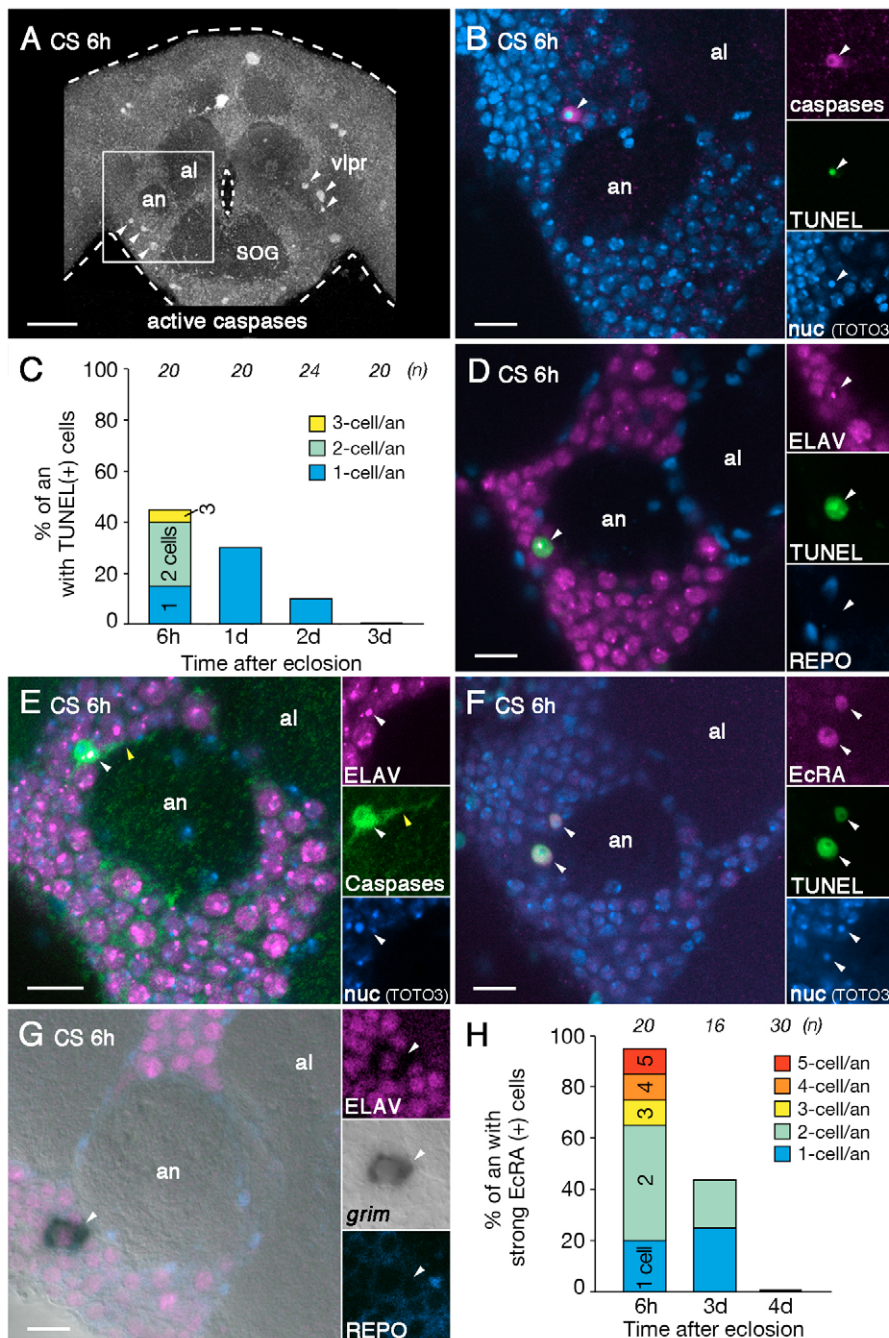 A CS 6h
al
an
vlpr
SOG
active caspases
B CS 6h
al
an
caspases
TUNEL
nuc (TOTO3
C
20 20 24 20 (n)
100
80
60
40
20
0
% of an
with TUNEL(+) cells
3-cell/an
2-cell/an
1-cell/an
3
2 cells
1
6h 1d 2d 3d
Time after eclosion
D CS 6h
al
an
ELAV
TUNEL
REPO
E CS 6h
al
an
ELAV
Caspases
nuc (TOTO3)
F CS 6h
al
an
EcRA
TUNEL
nuc (TOTO3)
G CS 6h
al
an
ELAV
grim
REPO
H
20 16 30 (n)
100
80
60
40
20
0
% of an with
strong EcRA (+) cells
5-cell/an
4-cell/an
3-cell/an
2-cell/an
1-cell/an
5
4
3
2
1 cell
6h 3d 4d
Time after eclosion